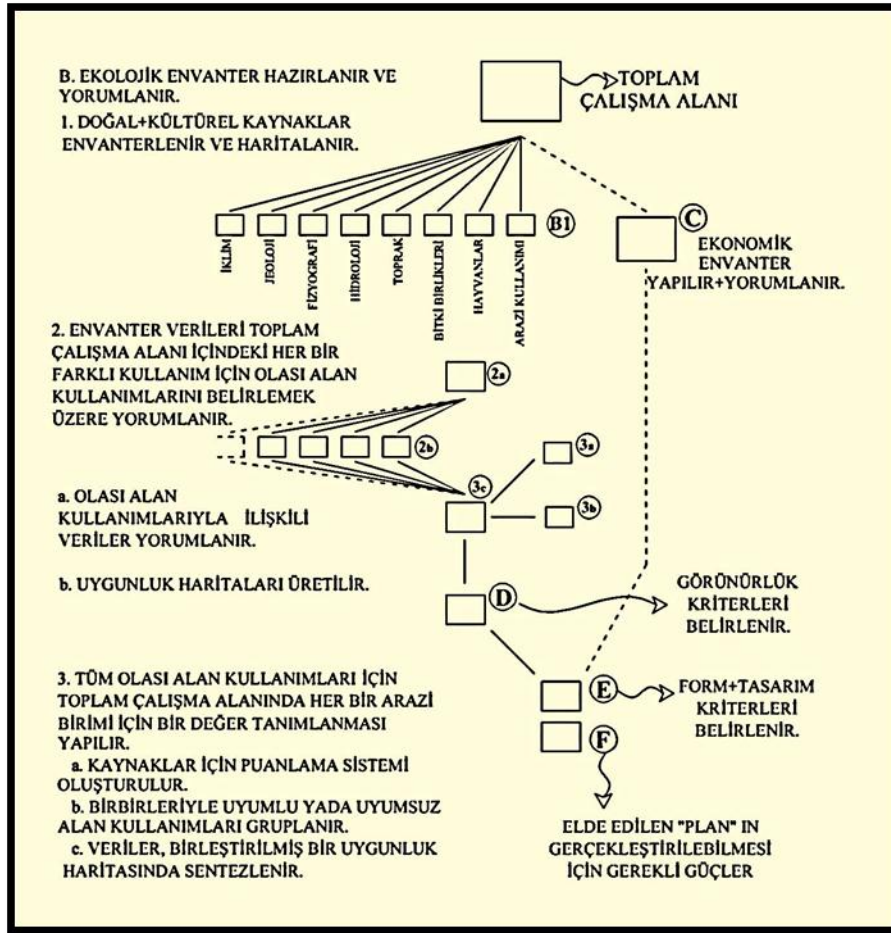 B. EKOLOJİK ENVANTER HAZIRLANIR VE
YORUMLANIR.
1. DOĞAL+KÜLTÜREL KAYNAKLAR
ENVANTERLENİR VE HARİTALANIR.
TOPLAM
ÇALIŞMA ALANI
B1
C
İKLİM
JEOLOJİ
FİZYOGRAFİ
HİDROLOJİ
TOPRAK
BİTKİ BİRLİKLERİ
HAYVANLAR
ARAZİ KULLANIMI
EKONOMİK
ENVANTER
YAPILIR+YORUMLANIR.
2. ENVANTER VERİLERİ TOPLAM
ÇALIŞMA ALANI İÇİNDEKİ HER BİR
FARKLI KULLANIM İÇİN OLASI ALAN
KULLANIMLARINI BELİRLEMEK
ÜZERE YORUMLANIR.
2a
2b
3a
3c
3b
a. OLASI ALAN
KULLANIMLARIYLA İLİŞKİLİ
VERİLER YORUMLANIR.
b. UYGUNLUK HARİTALARI ÜRETİLİR.
D
GÖRÜNÜRLÜK
KRİTERLERİ
BELİRLENİR.
3. TÜM OLASI ALAN KULLANIMLARI İÇİN
TOPLAM ÇALIŞMA ALANINDA HER BİR ARAZİ
BİRİMİ İÇİN BİR DEĞER TANIMLANMASI
YAPILIR.
a. KAYNAKLAR İÇİN PUANLAMA SİSTEMİ
OLUŞTURULUR.
b. BİRBİRLERİYLE UYUMLU YADA UYUMSUZ
ALAN KULLANIMLARI GRUPLANIR.
c. VERİLER, BİRLEŞTİRİLMİŞ BİR UYGUNLUK
HARİTASINDA SENTEZLENİR.
E
FORM+TASARIM
KRİTERLERİ
BELİRLENİR.
F
ELDE EDİLEN "PLAN" IN
GERÇEKLEŞTİRİLEBİLMESİ
İÇİN GEREKLİ GÜÇLER